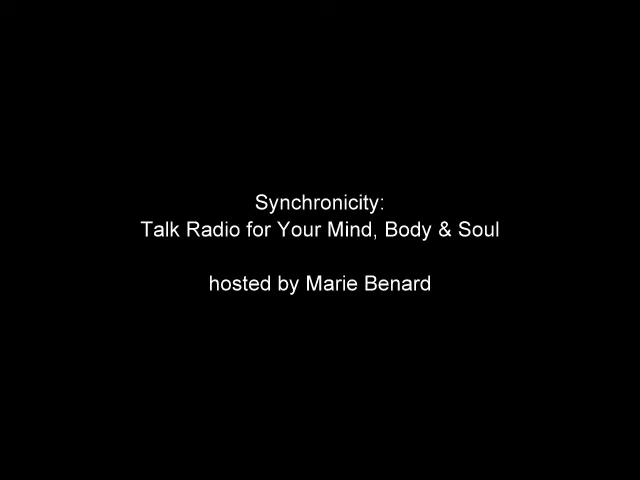 Synchronicity:
Talk Radio for Your Mind, Body & Soul
hosted by Marie Benard